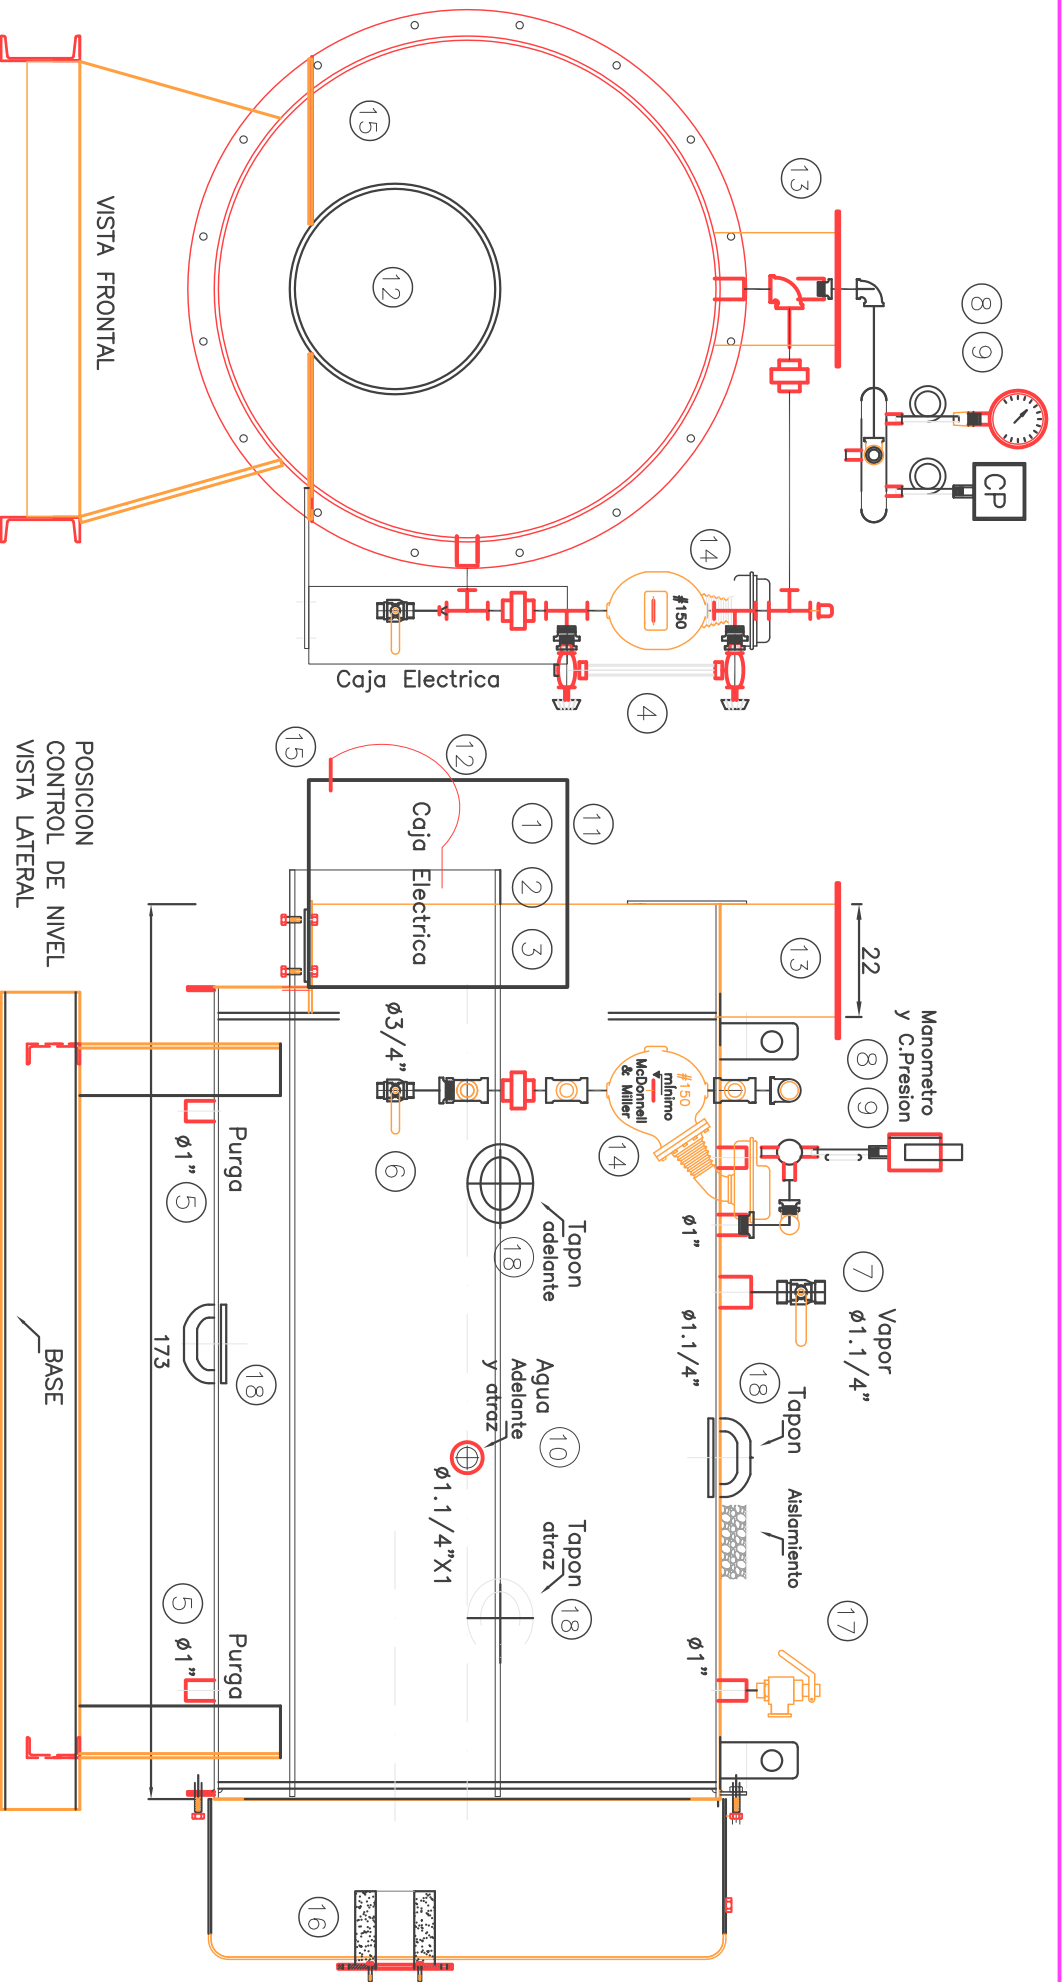 8
9
13
15
12
CP
14
#150
4
Caja Electrica
VISTA FRONTAL
POSICION
CONTROL DE NIVEL
VISTA LATERAL
15
12
11
1
2
3
Caja Electrica
22
13
Manometro
y C.Presion
8
9
ø3/4"
#150
mínimo
McDonnell
& Miller
14
6
Purga
ø1"
5
Tapon
adelante
18
ø1"
7
Vapor
ø1.1/4"
ø1.1/4"
18
Tapon
Aislamiento
Agua
Adelante
y atraz
10
ø1.1/4"X1
Tapon
atraz
18
17
ø1"
18
173
BASE
5
Purga
ø1"
16